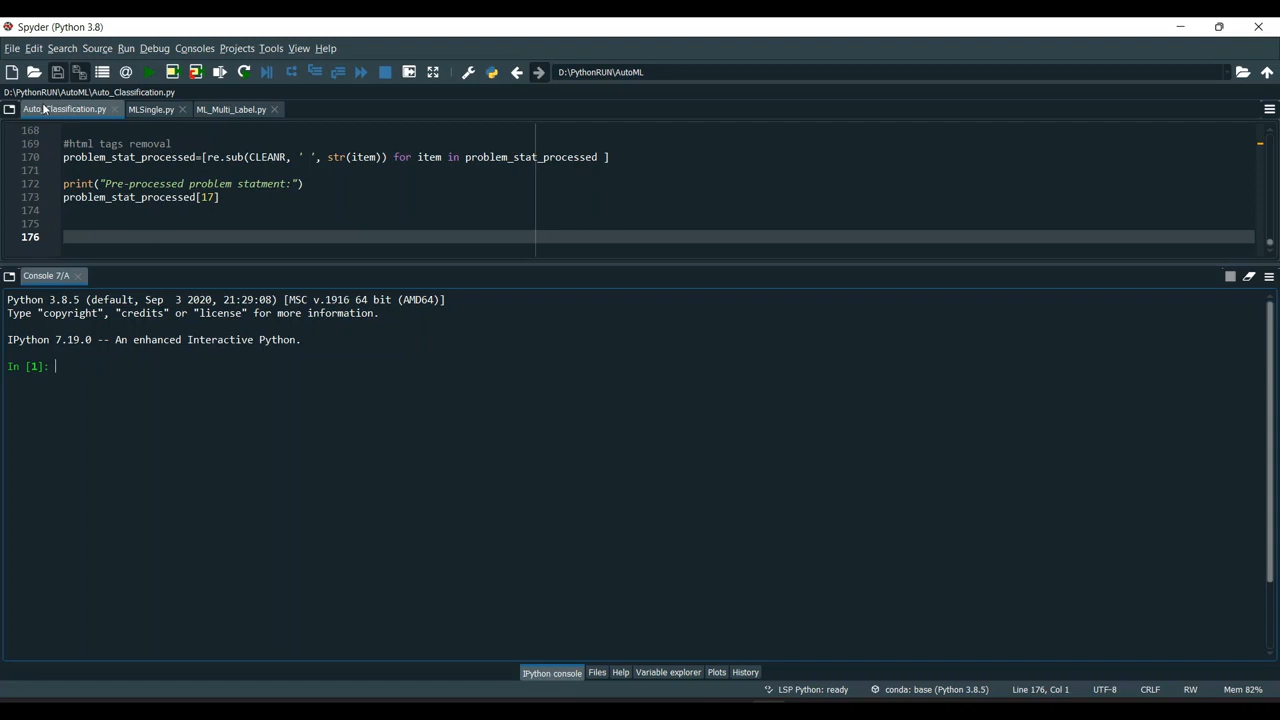 Spyder (Python 3.8)
File Edit Search Source Run Debug Consoles Projects Tools View Help
D:\PythonRUN\AutoML
D:\PythonRUN\AutoML\Auto_Classification.py
Auto_Classification.py MLSingle.py ML_Multi_Label.py
168
169 #html tags removal
170 problem_stat_processed=[re.sub(CLEANR, ' ', str(item)) for item in problem_stat_processed ]
171
172 print("Pre-processed problem statment:")
173 problem_stat_processed[17]
174
175
176
Console 7/A
Python 3.8.5 (default, Sep  3 2020, 21:29:08) [MSC v.1916 64 bit (AMD64)]
Type "copyright", "credits" or "license" for more information.
IPython 7.19.0 -- An enhanced Interactive Python.
In [1]:
IPython console Files Help Variable explorer Plots History
LSP Python: ready conda: base (Python 3.8.5) Line 176, Col 1 UTF-8 CRLF RW Mem 82%